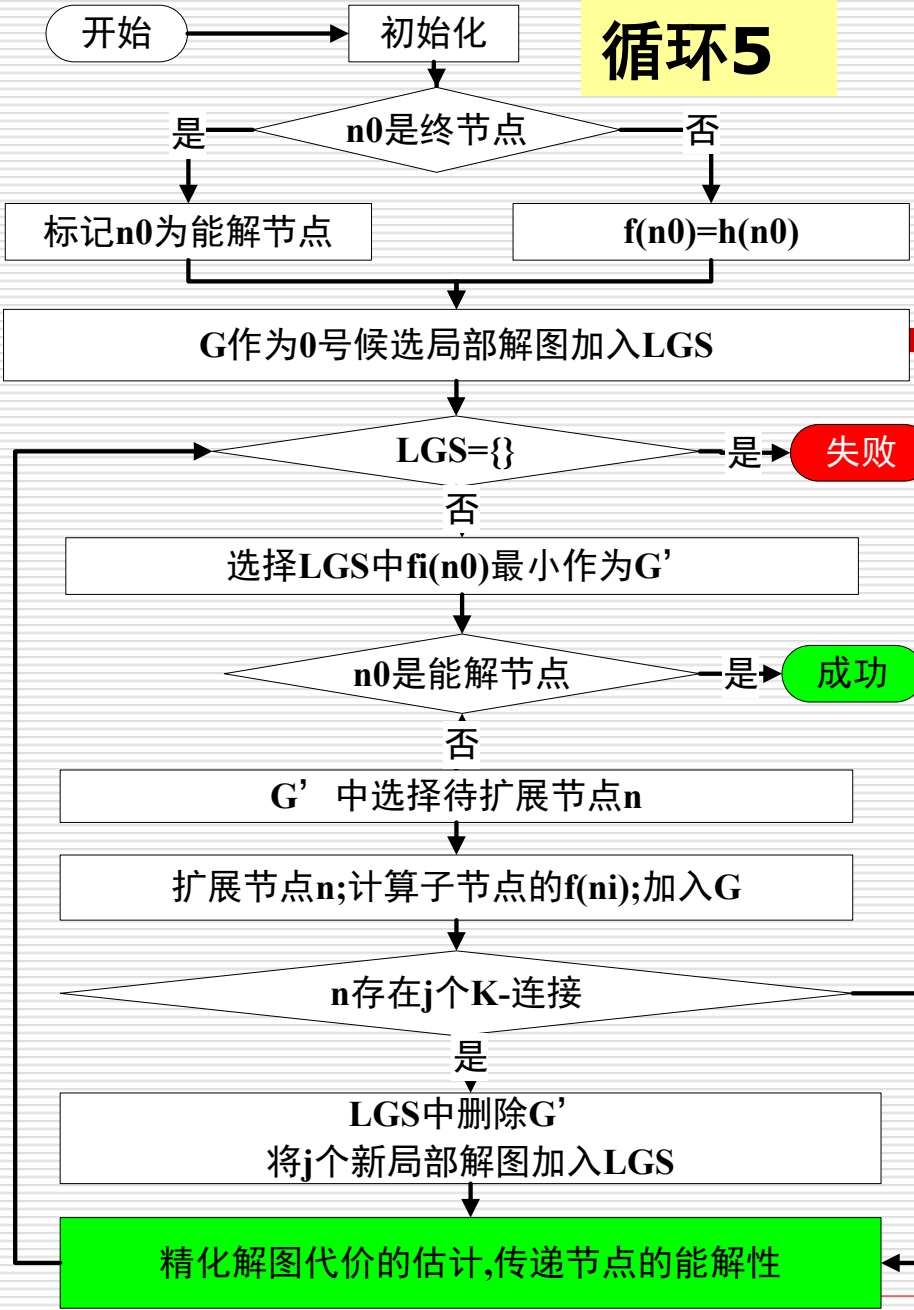 开始
初始化
循环5
n0是终节点
是
否
标记n0为能解节点
f(n0)=h(n0)
G作为0号候选局部解图加入LGS
LGS={}
是
失败
否
选择LGS中fi(n0)最小作为G’
n0是能解节点
是
成功
否
G’ 中选择待扩展节点n
扩展节点n;计算子节点的f(ni);加入G
n存在j个K-连接
是
LGS中删除G’
将j个新局部解图加入LGS
精化解图代价的估计,传递节点的能解性